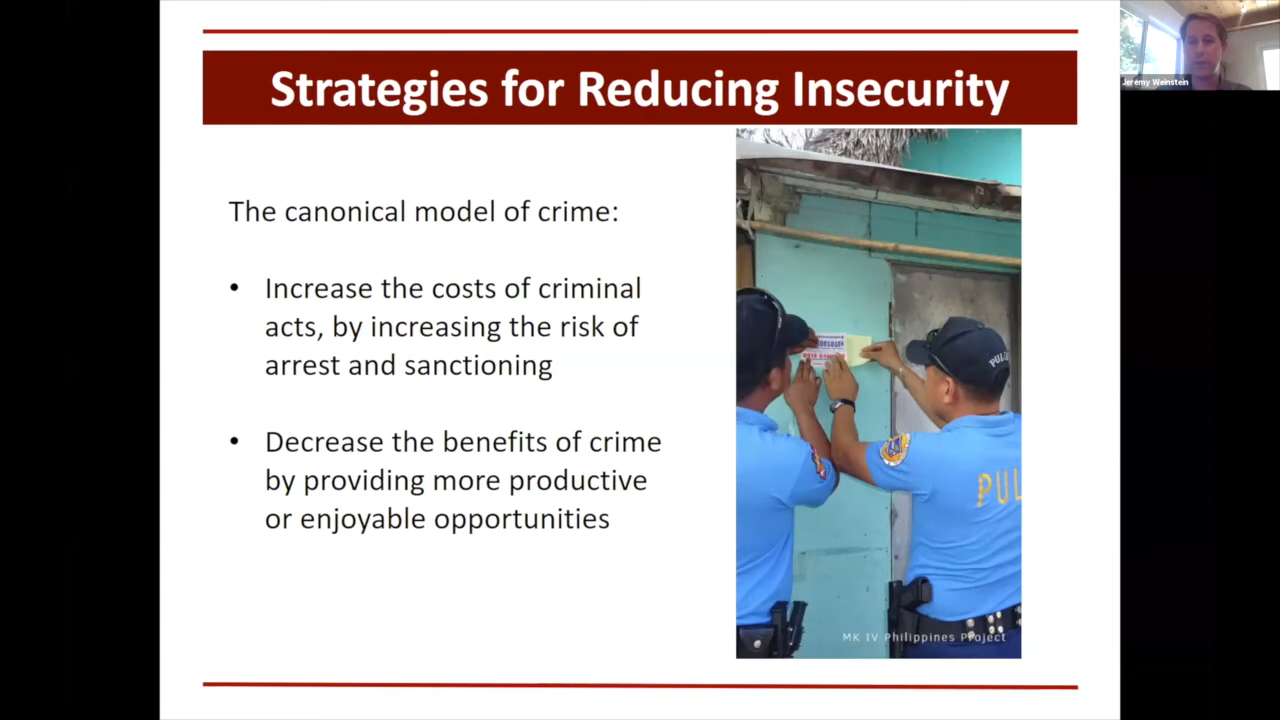 Strategies for Reducing Insecurity
Jeremy Weinstein
The canonical model of crime:
• Increase the costs of criminal
acts, by increasing the risk of
arrest and sanctioning
• Decrease the benefits of crime
by providing more productive
or enjoyable opportunities
PUL
MK IV Philippines Project